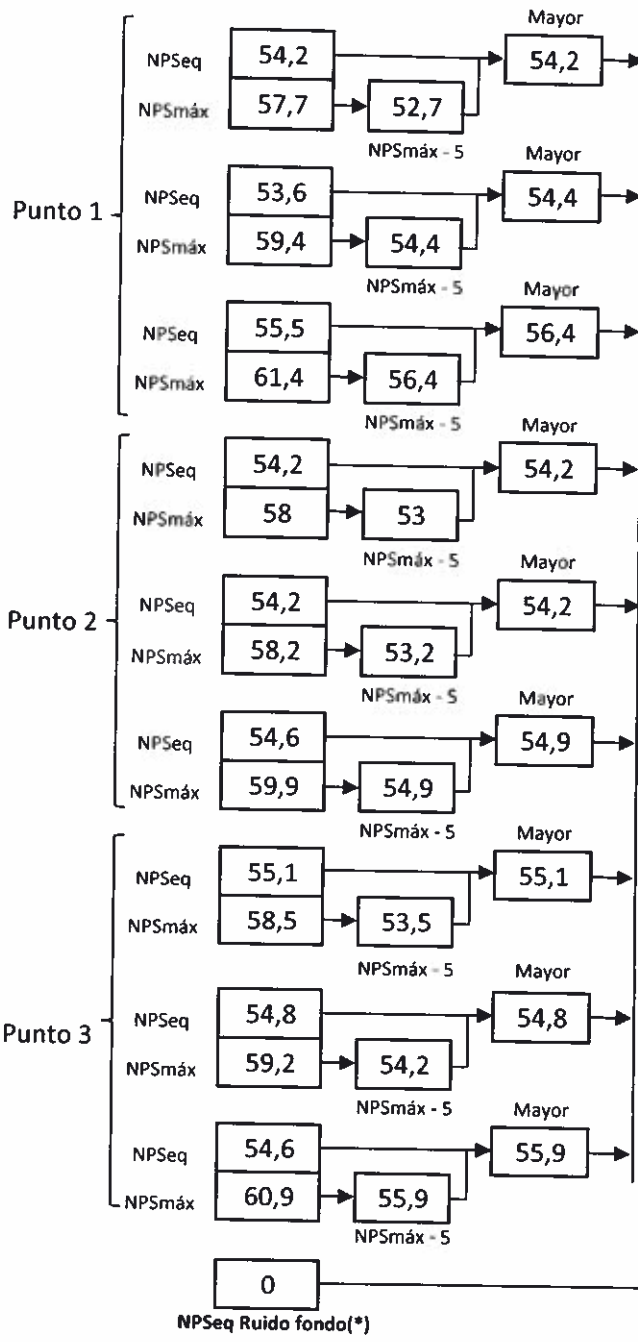 Mayor
NPSeq 54,2 54,2
NPSmáx 57,7 52,7
NPSmáx - 5
Mayor
Punto 1
NPSeq 53,6 54,4
NPSmáx 59,4 54,4
NPSmáx - 5
Mayor
NPSeq 55,5 56,4
NPSmáx 61,4 56,4
NPSmáx - 5
Mayor
NPSeq 54,2 54,2
NPSmáx 58 53
NPSmáx - 5
Mayor
Punto 2
NPSeq 54,2 54,2
NPSmáx 58,2 53,2
NPSmáx - 5
Mayor
NPSeq 54,6 54,9
NPSmáx 59,9 54,9
NPSmáx - 5
Mayor
NPSeq 55,1 55,1
NPSmáx 58,5 53,5
NPSmáx - 5
Mayor
Punto 3
NPSeq 54,8 54,8
NPSmáx 59,2 54,2
NPSmáx - 5
Mayor
NPSeq 54,6 55,9
NPSmáx 60,9 55,9
NPSmáx - 5
0
NPSeq Ruido fondo(*)